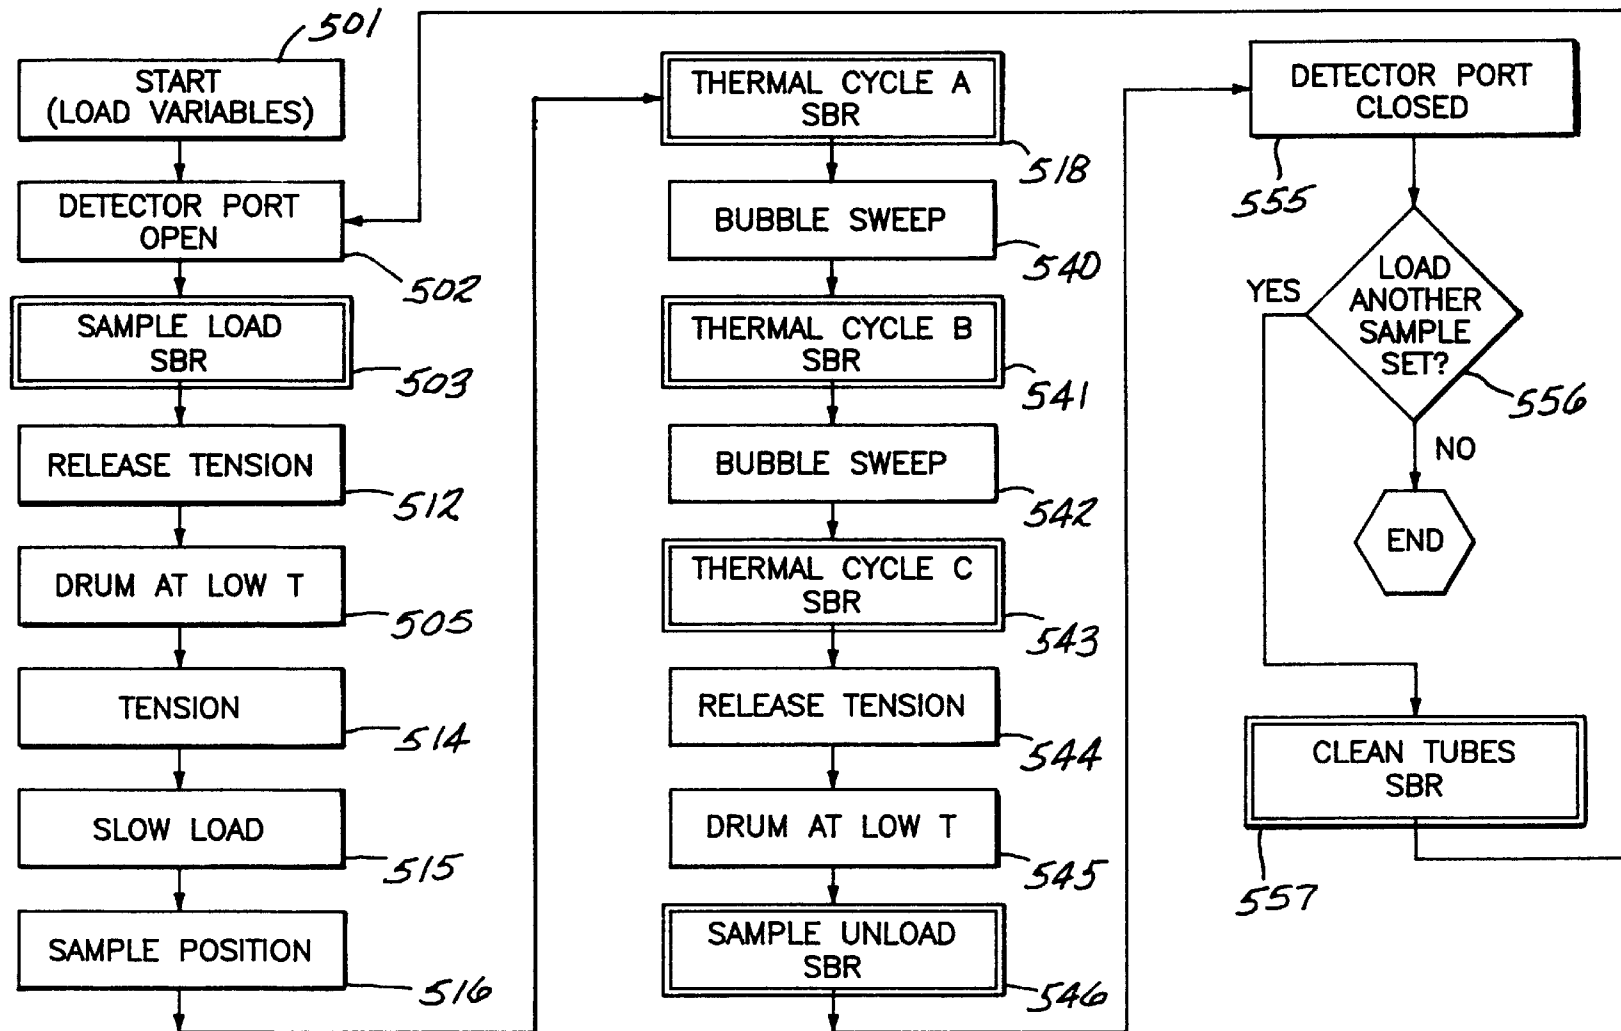 501
START
(LOAD VARIABLES)
DETECTOR PORT
OPEN
502
SAMPLE LOAD
SBR
503
RELEASE TENSION
512
DRUM AT LOW T
505
TENSION
514
SLOW LOAD
515
SAMPLE POSITION
516
THERMAL CYCLE A
SBR
518
BUBBLE SWEEP
540
THERMAL CYCLE B
SBR
541
BUBBLE SWEEP
542
THERMAL CYCLE C
SBR
543
RELEASE TENSION
544
DRUM AT LOW T
545
SAMPLE UNLOAD
SBR
546
DETECTOR PORT
CLOSED
555
YES
LOAD
ANOTHER
SAMPLE
SET?
556
NO
END
CLEAN TUBES
SBR
557